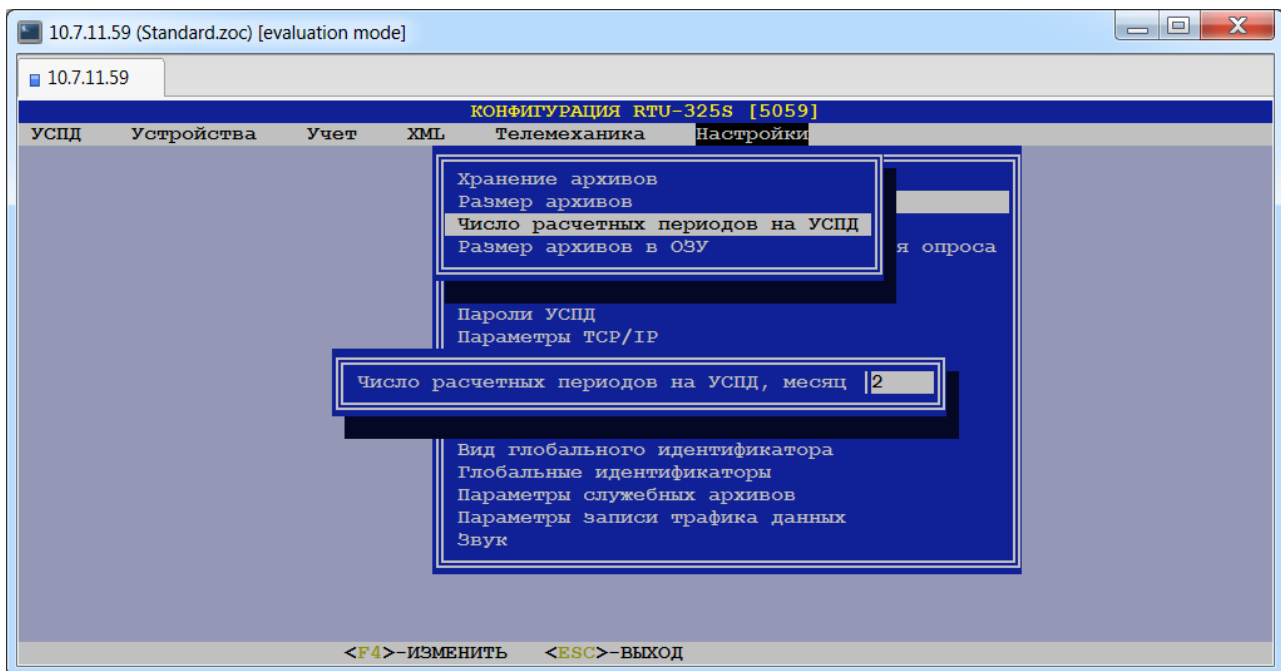 10.7.11.59 (Standard.zoc) [evaluation mode]
10.7.11.59
КОНФИГУРАЦИЯ RTU-325S [5059]
УСПД Устройства Учет XML Телемеханика Настройки
Хранение архивов
Размер архивов
Число расчетных периодов на УСПД
Размер архивов в ОЗУ
я опроса
Пароли УСПД
Параметры TCP/IP
Число расчетных периодов на УСПД, месяц 2
Вид глобального идентификатора
Глобальные идентификаторы
Параметры служебных архивов
Параметры записи трафика данных
Звук
<F4>-ИЗМЕНИТЬ <ESC>-ВЫХОД